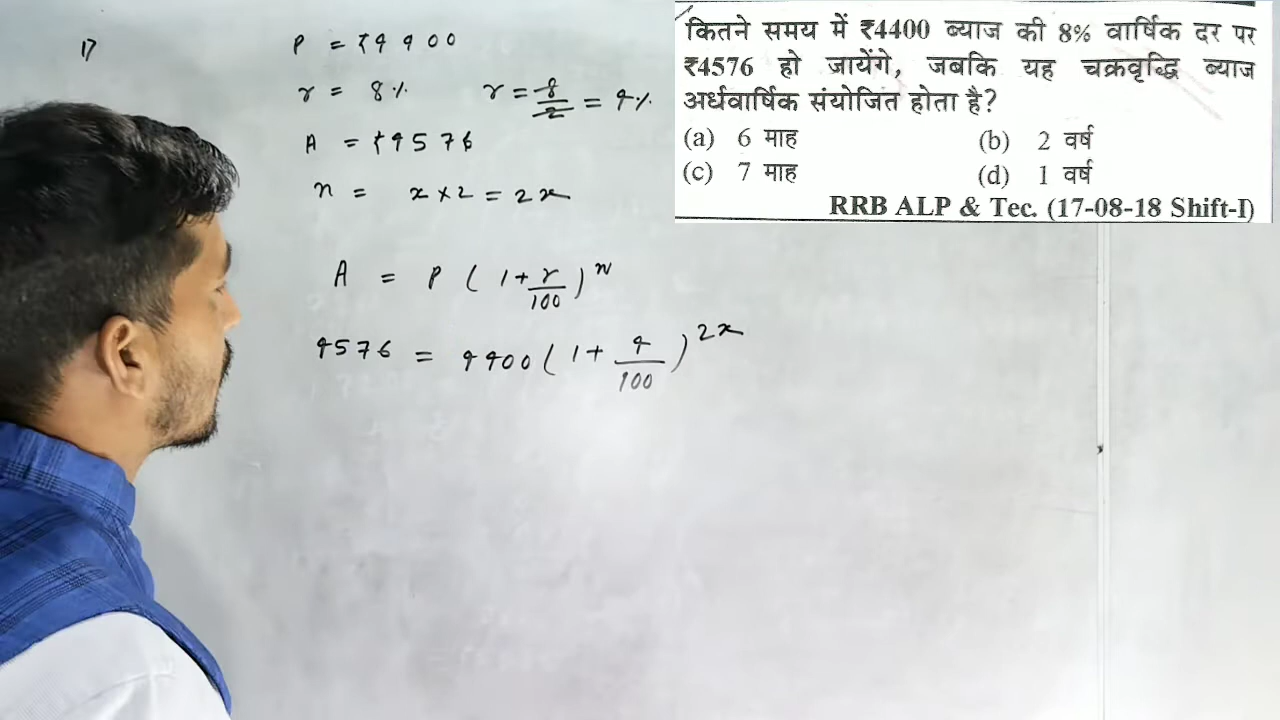 17
P = ₹4400
r = 8% r = 8/2 = 4%
A = ₹4576
n = x × 2 = 2x
A = P ( 1 + r/100 )^n
4576 = 4400 ( 1 + 4/100 )^2x
कितने समय में ₹4400 ब्याज की 8% वार्षिक दर पर
₹4576 हो जायेंगे, जबकि यह चक्रवृद्धि ब्याज
अर्धवार्षिक संयोजित होता है?
(a) 6 माह (b) 2 वर्ष
(c) 7 माह (d) 1 वर्ष
RRB ALP & Tec. (17-08-18 Shift-I)